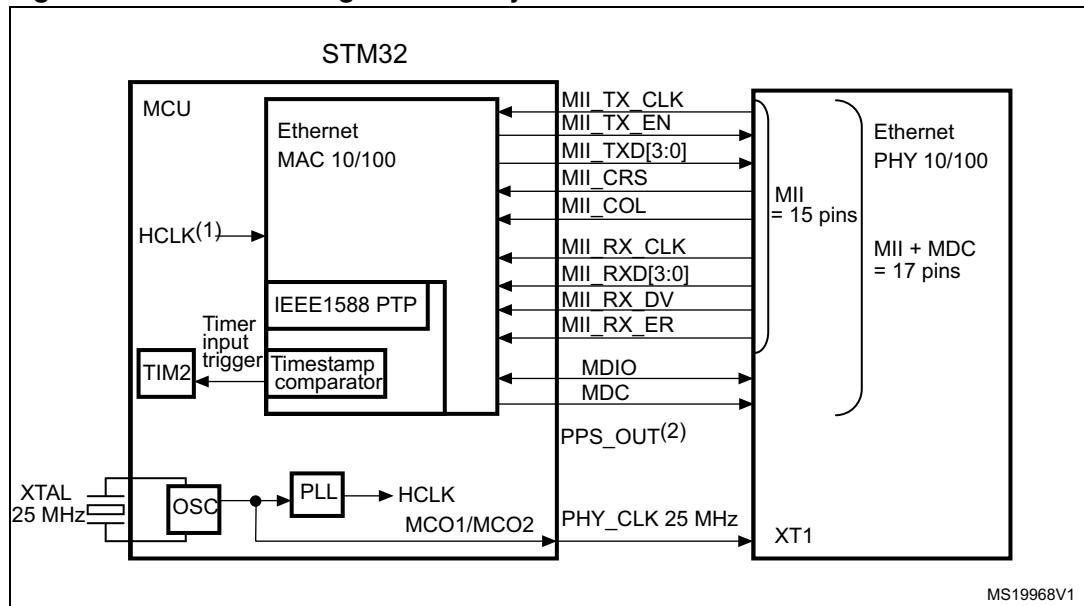 STM32
MCU
Ethernet
MAC 10/100
HCLK(1)
IEEE1588 PTP
Timer
input
trigger
TIM2
Timestamp
comparator
XTAL
25 MHz
OSC
PLL
HCLK
MCO1/MCO2
MII_TX_CLK
MII_TX_EN
MII_TXD[3:0]
MII_CRS
MII_COL
MII_RX_CLK
MII_RXD[3:0]
MII_RX_DV
MII_RX_ER
MDIO
MDC
PPS_OUT(2)
PHY_CLK 25 MHz
MII
= 15 pins
Ethernet
PHY 10/100
MII + MDC
= 17 pins
XT1
MS19968V1